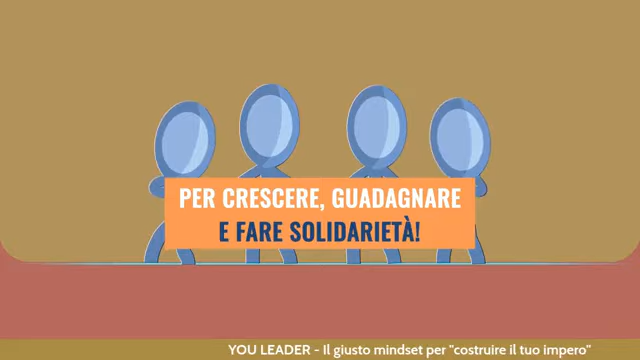 PER CRESCERE, GUADAGNARE
E FARE SOLIDARIETÀ!
YOU LEADER - Il giusto mindset per "costruire il tuo impero"